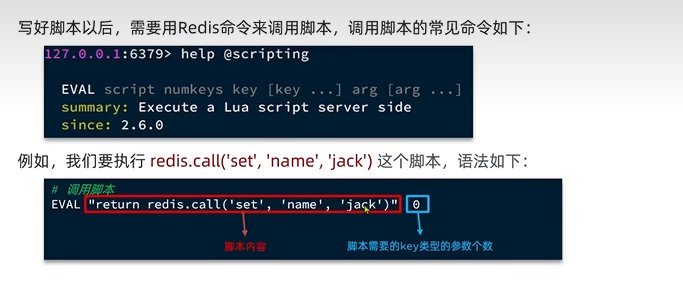 写好脚本以后，需要用Redis命令来调用脚本，调用脚本的常见命令如下：
127.0.0.1:6379> help @scripting
EVAL script numkeys key [key ...] arg [arg ...]
summary: Execute a Lua script server side
since: 2.6.0
例如，我们要执行 redis.call('set', 'name', 'jack') 这个脚本，语法如下：
# 调用脚本
EVAL "return redis.call('set', 'name', 'jack')" 0
脚本内容 脚本需要的key类型的参数个数